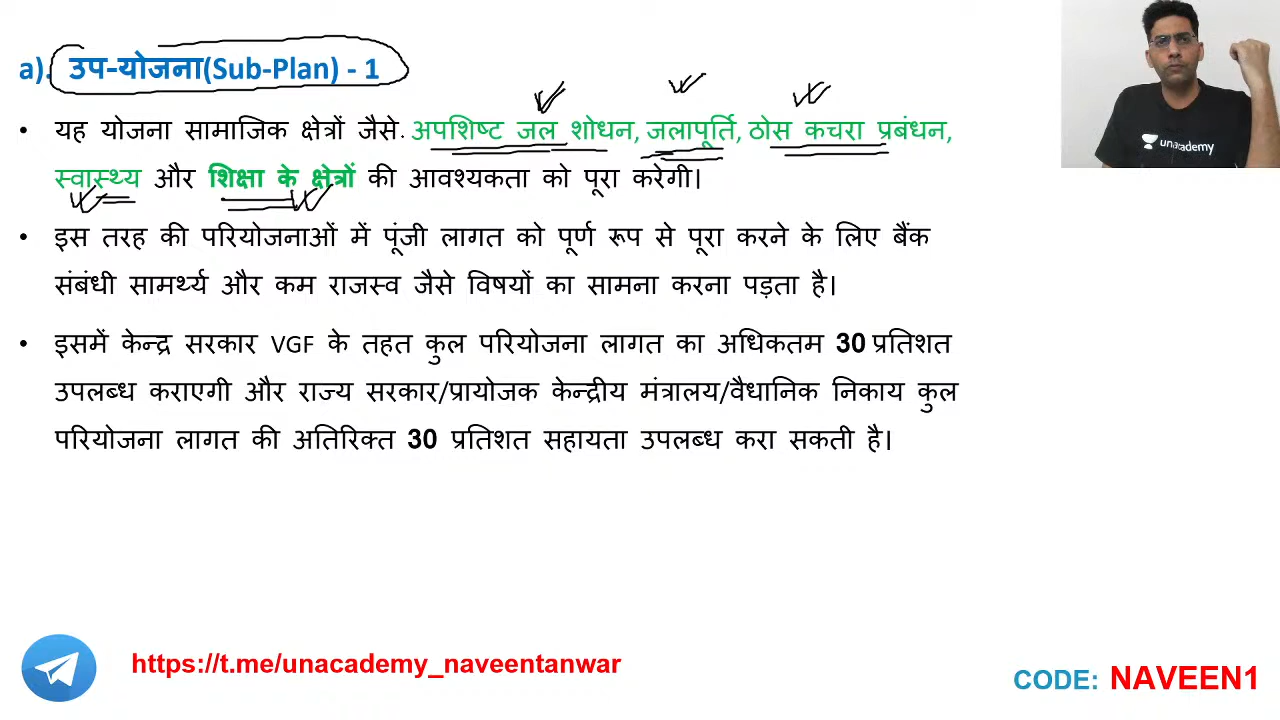 a). उप-योजना(Sub-Plan) - 1
• यह योजना सामाजिक क्षेत्रों जैसे. अपशिष्ट जल शोधन, जलापूर्ति, ठोस कचरा प्रबंधन,
स्वास्थ्य और शिक्षा के क्षेत्रों की आवश्यकता को पूरा करेगी।
• इस तरह की परियोजनाओं में पूंजी लागत को पूर्ण रूप से पूरा करने के लिए बैंक
संबंधी सामर्थ्य और कम राजस्व जैसे विषयों का सामना करना पड़ता है।
• इसमें केन्द्र सरकार VGF के तहत कुल परियोजना लागत का अधिकतम 30 प्रतिशत
उपलब्ध कराएगी और राज्य सरकार/प्रायोजक केन्द्रीय मंत्रालय/वैधानिक निकाय कुल
परियोजना लागत की अतिरिक्त 30 प्रतिशत सहायता उपलब्ध करा सकती है।
unacademy
https://t.me/unacademy_naveentanwar
CODE: NAVEEN1